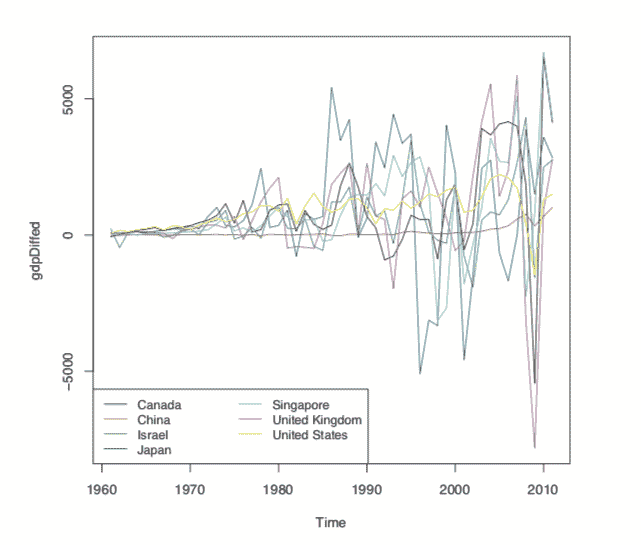 gdpDiffed
5000
0
-5000
Canada
China
Israel
Japan
Singapore
United Kingdom
United States
1960 1970 1980 1990 2000 2010
Time